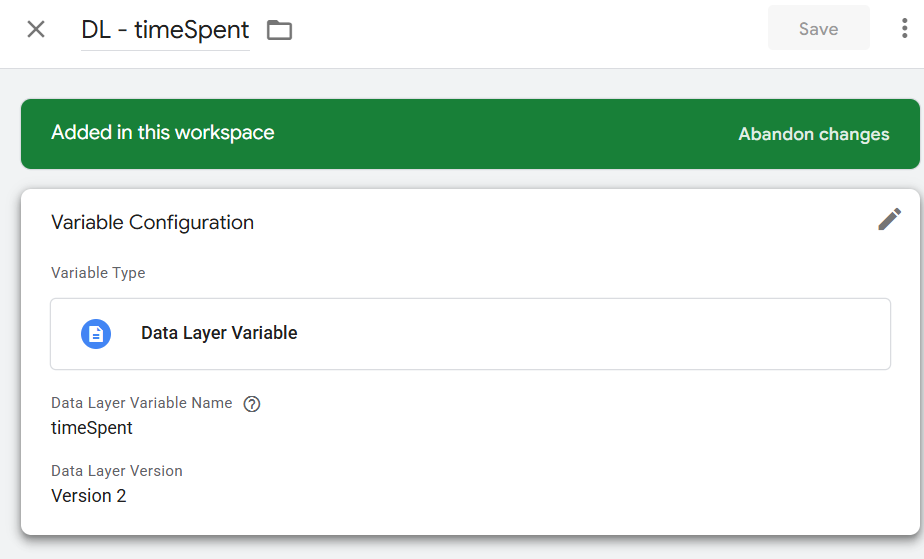 DL - timeSpent
Save
Added in this workspace
Abandon changes
Variable Configuration
Variable Type
Data Layer Variable
Data Layer Variable Name
timeSpent
Data Layer Version
Version 2